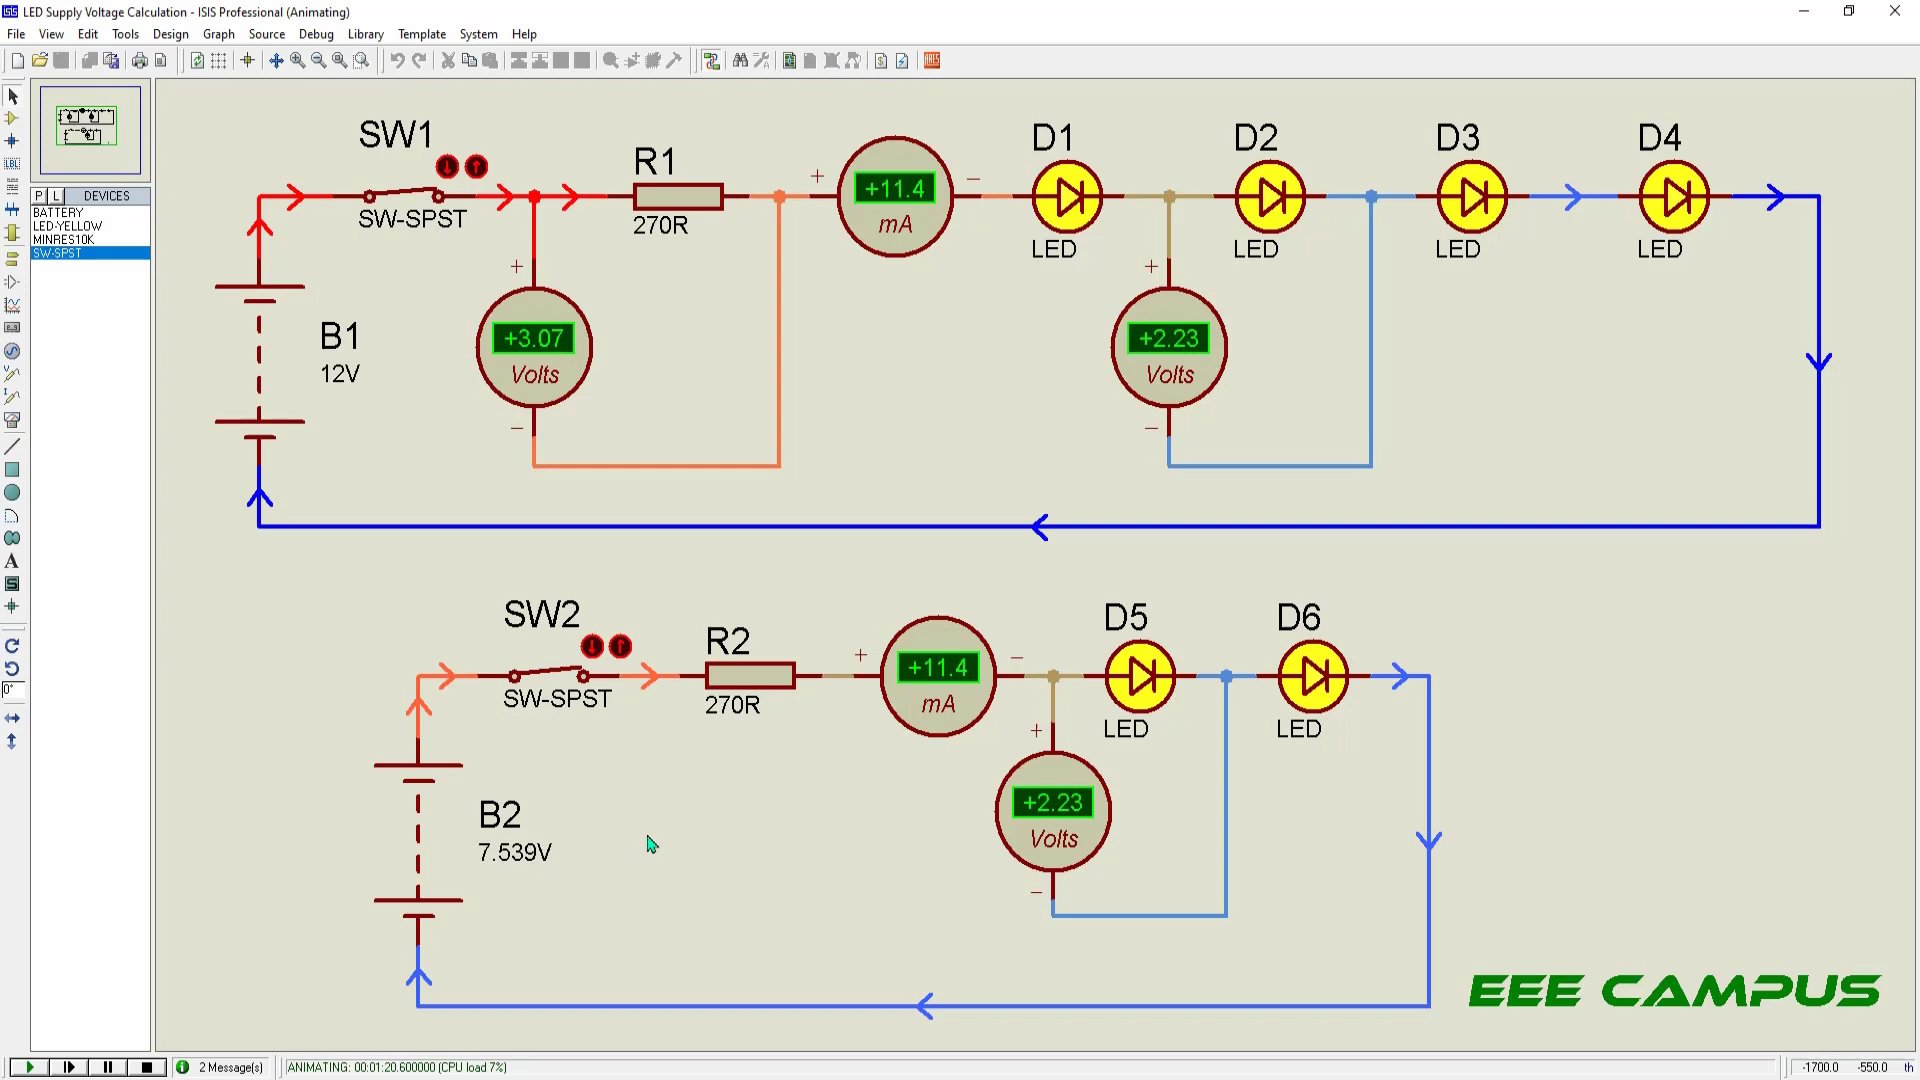 LED Supply Voltage Calculation - ISIS Professional (Animating)
File View Edit Tools Design Graph Source Debug Library Template System Help
P L DEVICES
BATTERY
LED-YELLOW
MINRES10K
SW-SPST
LBL
A
S
0°
ARES
SW1
SW-SPST
R1
270R
+
+11.4
mA
−
D1
LED
D2
LED
D3
LED
D4
LED
B1
12V
+
+3.07
Volts
−
+
+2.23
Volts
−
SW2
SW-SPST
R2
270R
+
+11.4
mA
−
D5
LED
D6
LED
B2
7.539V
+
+2.23
Volts
−
EEE CAMPUS
2 Message(s)
ANIMATING: 00:01:20.600000 (CPU load 7%)
-1700.0 -550.0 th